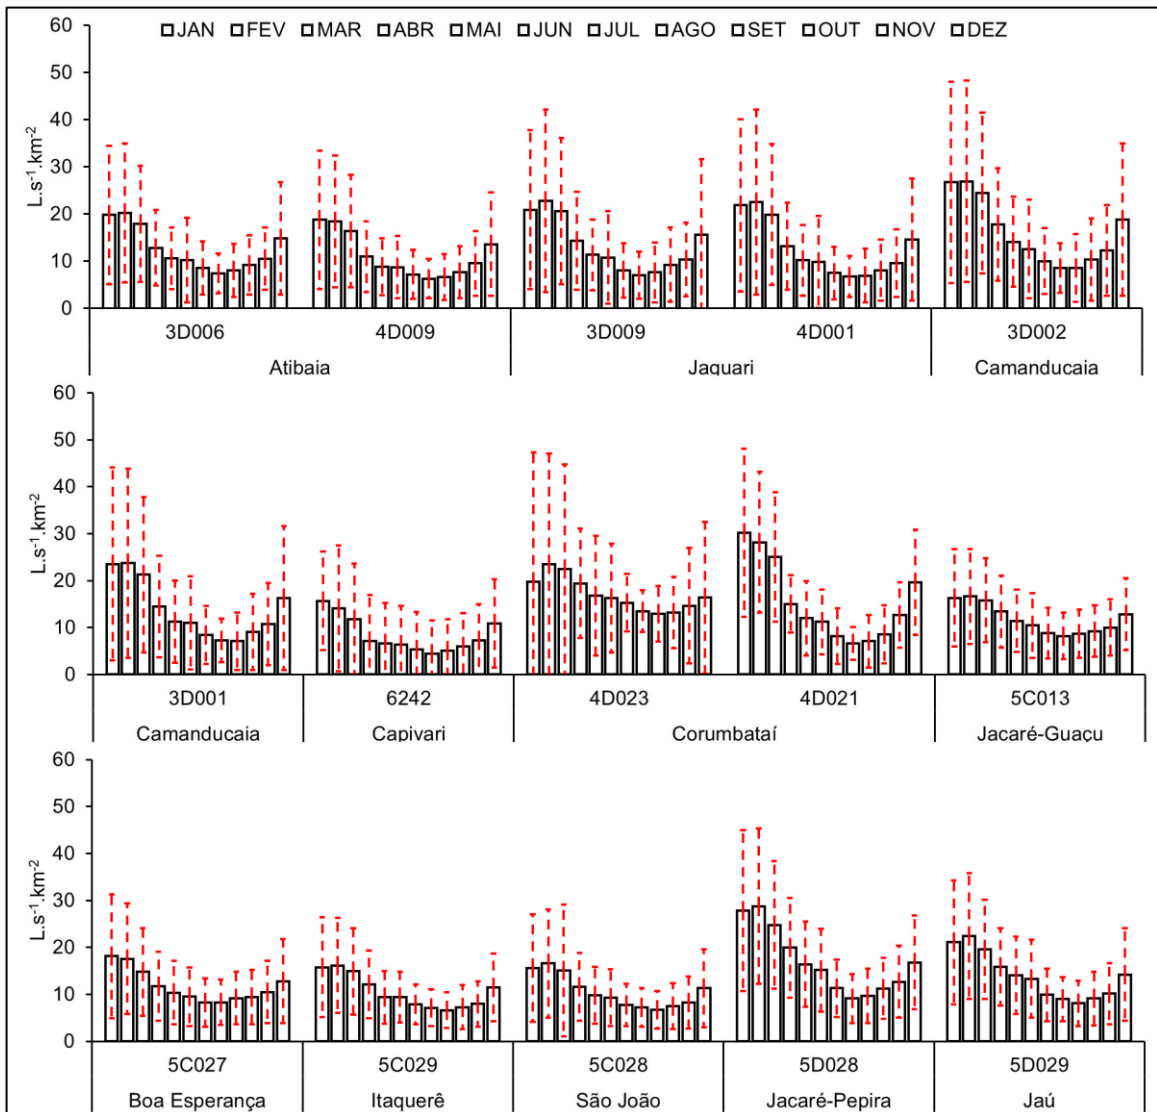 60
JAN FEV MAR ABR MAI JUN JUL AGO SET OUT NOV DEZ
50
40
30
20
10
0
L.s⁻¹.km⁻²
3D006 4D009 3D009 4D001 3D002
Atibaia Jaguari Camanducaia
60
50
40
30
20
10
0
L.s⁻¹.km⁻²
3D001 6242 4D023 4D021 5C013
Camanducaia Capivari Corumbataí Jacaré-Guaçu
60
50
40
30
20
10
0
L.s⁻¹.km⁻²
5C027 5C029 5C028 5D028 5D029
Boa Esperança Itaquerê São João Jacaré-Pepira Jaú